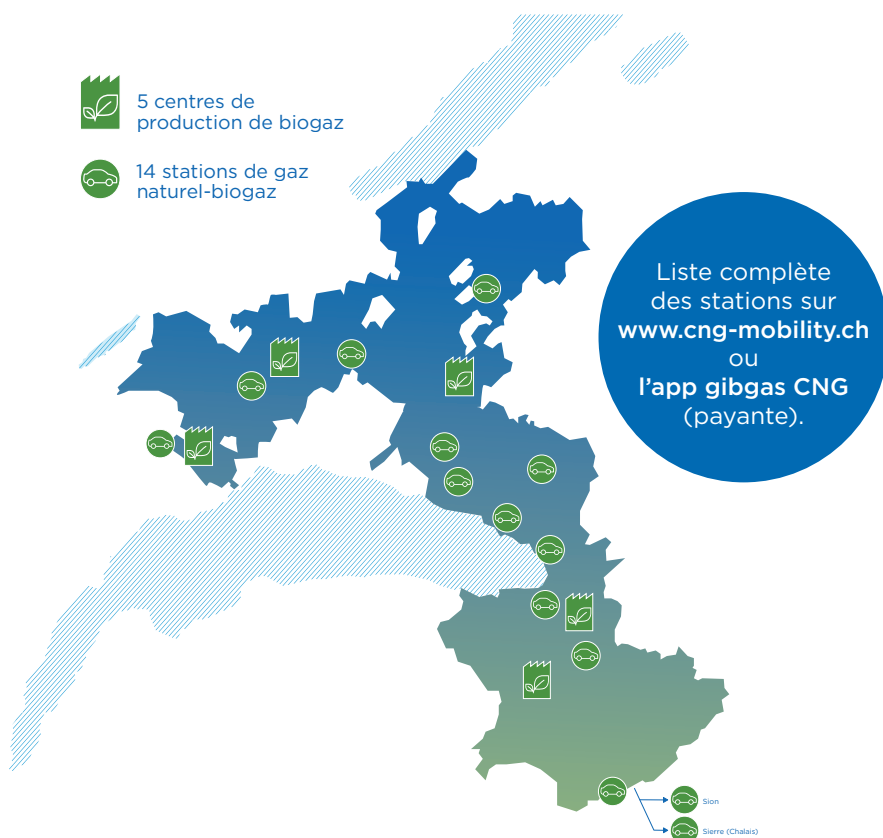 5 centres de
production de biogaz
14 stations de gaz
naturel-biogaz
Liste complète
des stations sur
www.cng-mobility.ch
ou
l'app gibgas CNG
(payante).
Sion
Sierre (Chalais)